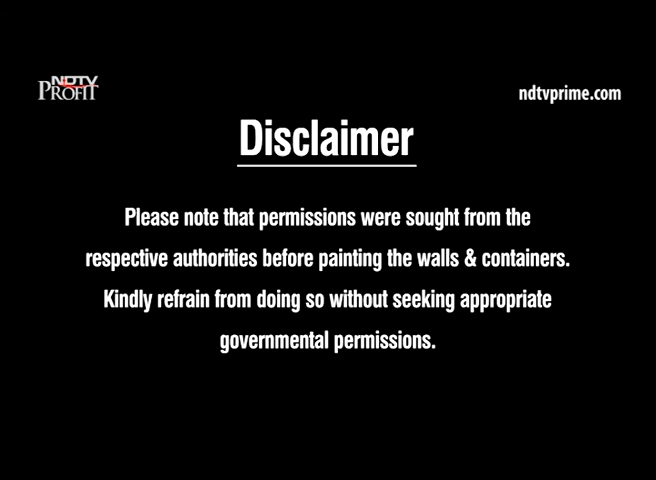 NDTV
PROFIT
ndtvprime.com
Disclaimer
Please note that permissions were sought from the
respective authorities before painting the walls & containers.
Kindly refrain from doing so without seeking appropriate
governmental permissions.